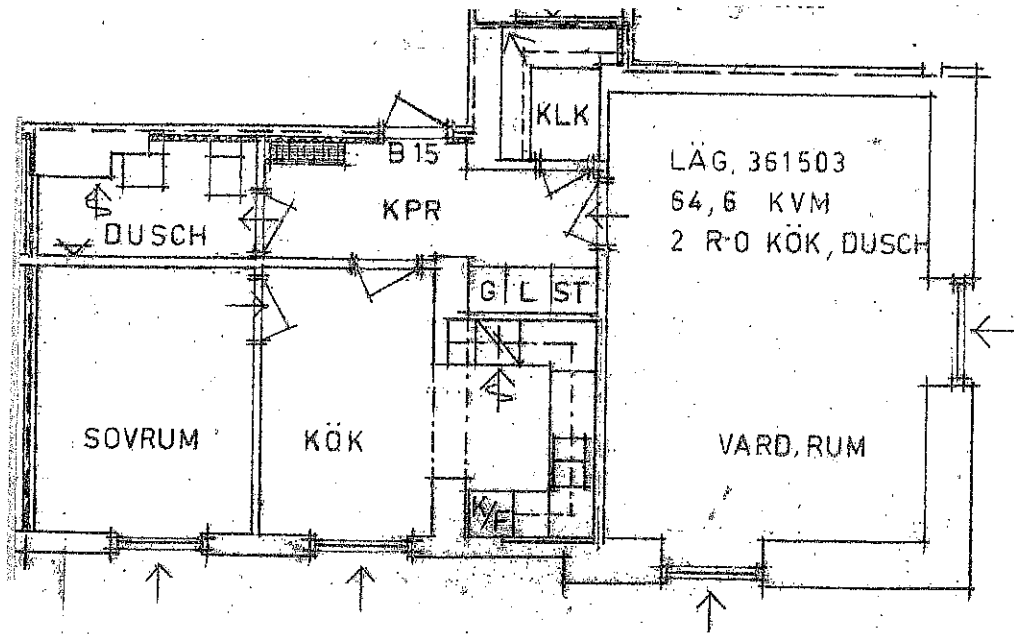 KLK
B 15
LÄG. 361503
64,6 KVM
2 R.O KÖK, DUSCH
KPR
DUSCH
G L ST
SOVRUM
KÖK
VARD.RUM
K/F